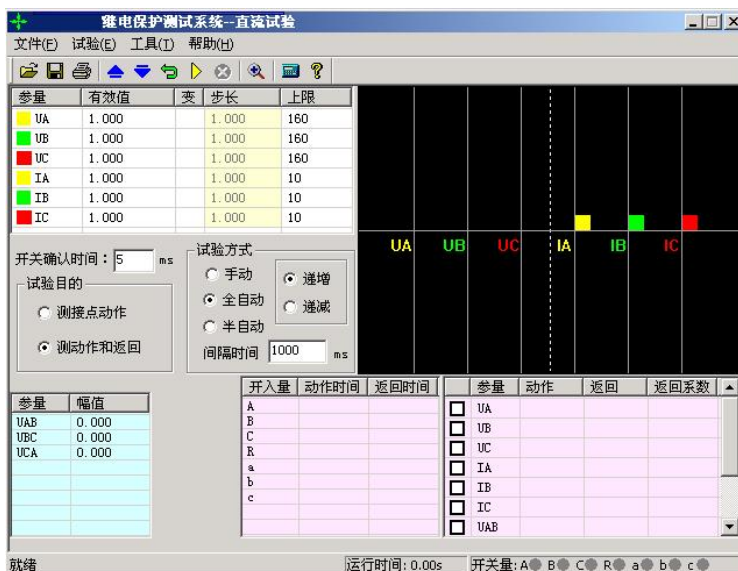 继电保护测试系统--直流试验
文件(F) 试验(E) 工具(T) 帮助(H)
参量 有效值 变 步长 上限
UA 1.000 1.000 160
UB 1.000 1.000 160
UC 1.000 1.000 160
IA 1.000 1.000 10
IB 1.000 1.000 10
IC 1.000 1.000 10
UA UB UC IA IB IC
开关确认时间：5 ms
试验目的
测接点动作
测动作和返回
试验方式
手动
全自动
半自动
递增
递减
间隔时间 1000 ms
参量 幅值
UAB 0.000
UBC 0.000
UCA 0.000
开入量 动作时间 返回时间
A
B
C
R
a
b
c
参量 动作 返回 返回系数
UA
UB
UC
IA
IB
IC
UAB
就绪 运行时间: 0.00s 开关量: A B C R a b c